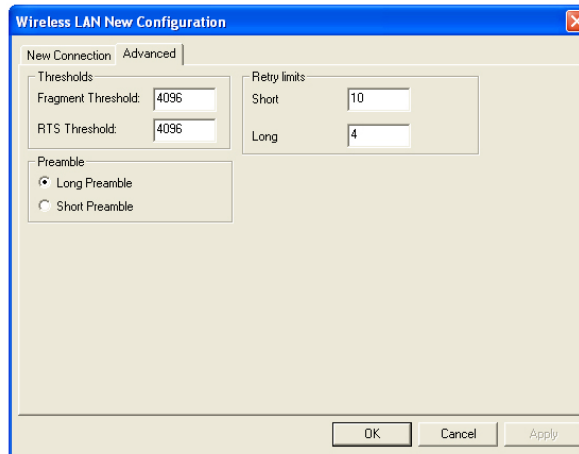 Wireless LAN New Configuration
New Connection
Advanced
Thresholds
Fragment Threshold: 4096
RTS Threshold: 4096
Retry limits
Short 10
Long 4
Preamble
Long Preamble
Short Preamble
OK
Cancel
Apply